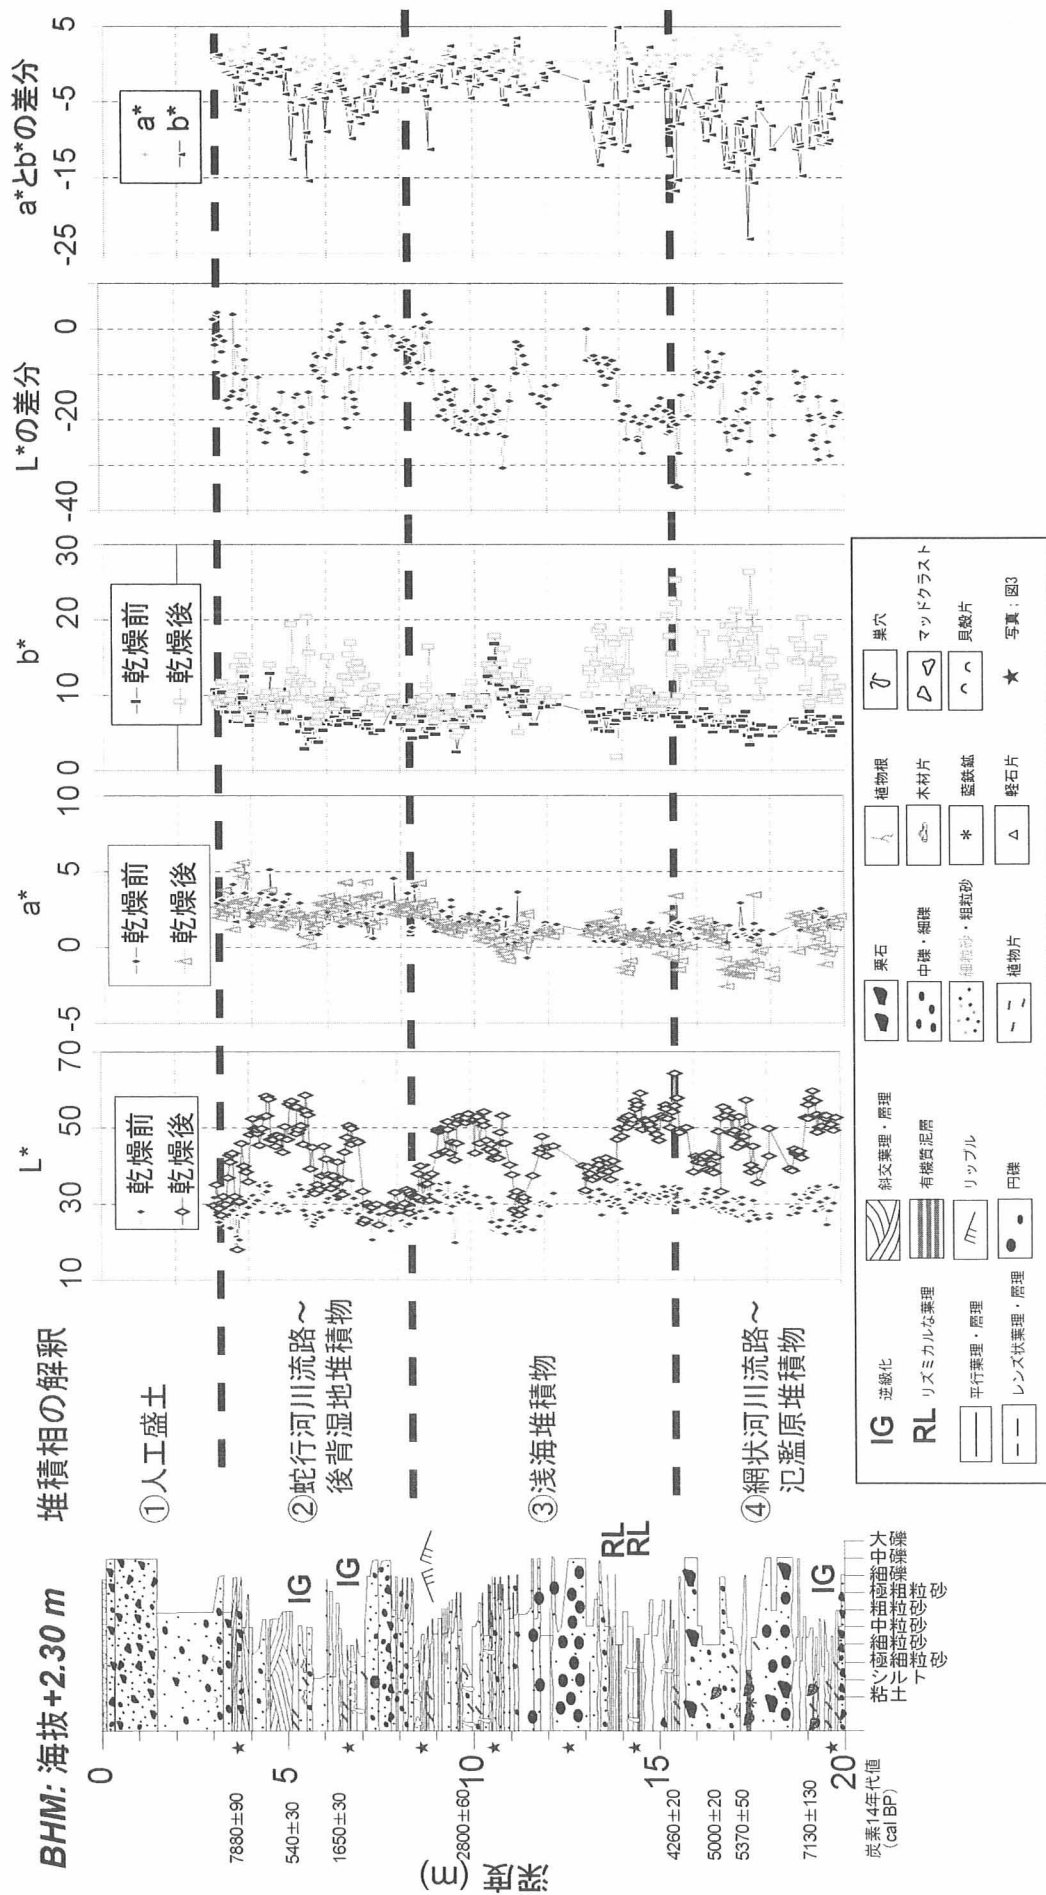 BHM: 海抜+2.30 m
堆積相の解釈
L*
a*
b*
L*の差分
a*とb*の差分
10 30 50 70
-5 0 5 10
0 10 20 30
-40 -20 0
-25 -15 -5 5
乾燥前
乾燥後
乾燥前
乾燥後
乾燥前
乾燥後
a*
b*
0
5
10
15
20
深度 (m)
7880±90
540±30
1650±30
2800±60
4260±20
5000±20
5370±50
7130±130
炭素14年代値
(cal BP)
IG
IG
RL
RL
IG
①人工盛土
②蛇行河川流路~
後背湿地堆積物
③浅海堆積物
④網状河川流路~
氾濫原堆積物
大礫
中礫
細礫
極粗粒砂
粗粒砂
中粒砂
細粒砂
極細粒砂
シルト
粘土
IG 逆級化
RL リズミカルな葉理
平行葉理・層理
レンズ状葉理・層理
斜交葉理・層理
有機質泥層
リップル
円礫
栗石
中礫・細礫
細粒砂・粗粒砂
植物片
植物根
木材片
藍鉄鉱
軽石片
巣穴
マッドクラスト
貝殻片
写真:図3